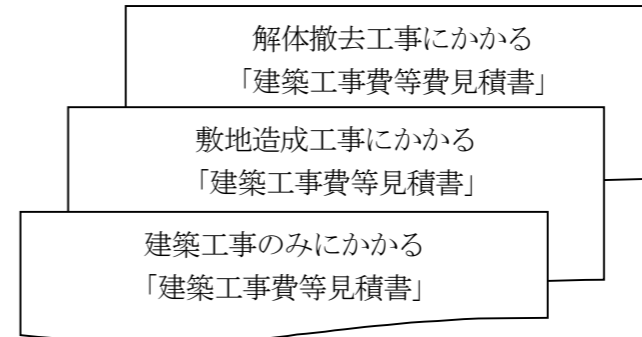 解体撤去工事にかかる
「建築工事費等費見積書」
敷地造成工事にかかる
「建築工事費等見積書」
建築工事のみにかかる
「建築工事費等見積書」